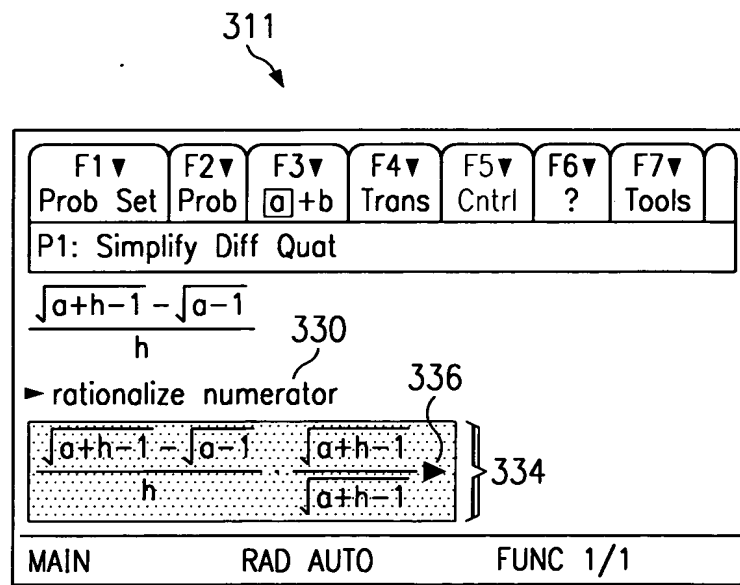 311
F1▼ F2▼ F3▼ F4▼ F5▼ F6▼ F7▼
Prob Set Prob a+b Trans Cntrl ? Tools
P1: Simplify Diff Quat
√a+h−1 − √a−1
h
330
► rationalize numerator
336
√a+h−1 − √a−1 · √a+h−1 ►
h √a+h−1
334
MAIN RAD AUTO FUNC 1/1